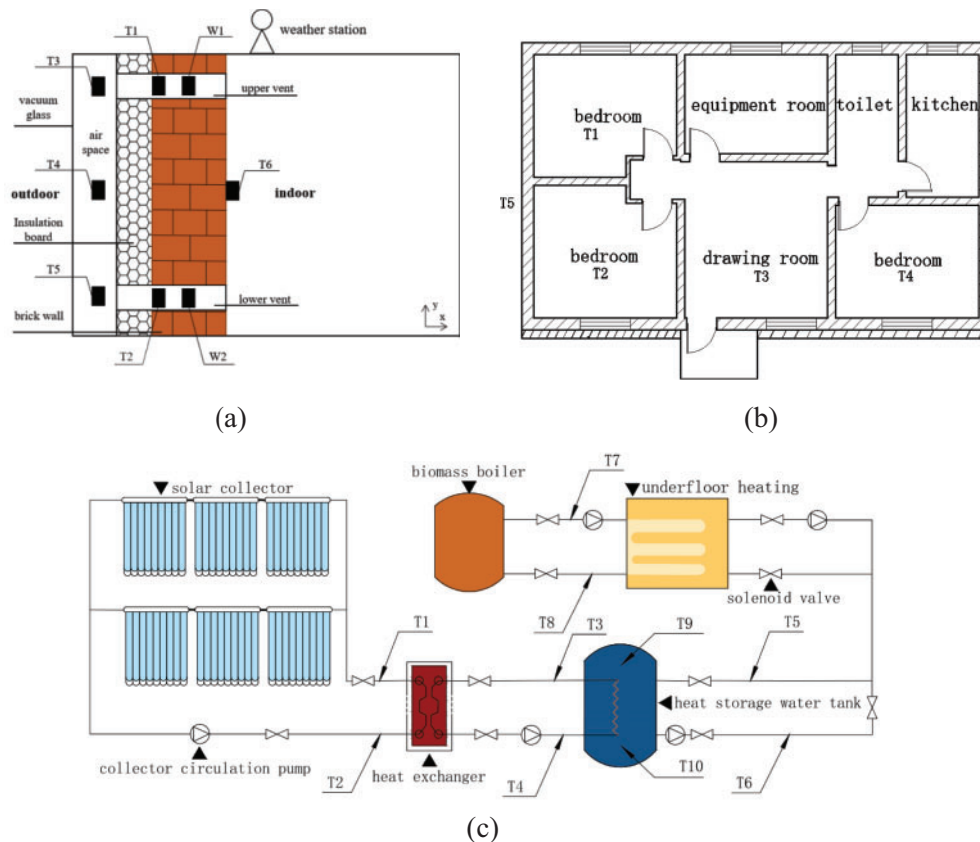 T1
W1
weather station
T3
upper vent
vacuum
glass
air
space
T4
T6
outdoor
indoor
Insulation
board
T5
lower vent
brick wall
T2
W2
y
x
(a)
bedroom
T1
equipment room
toilet
kitchen
T5
bedroom
T2
drawing room
T3
bedroom
T4
(b)
solar collector
biomass boiler
T7
underfloor heating
solenoid valve
T8
T1
T3
T9
T5
heat storage water tank
collector circulation pump
T2
heat exchanger
T4
T10
T6
(c)